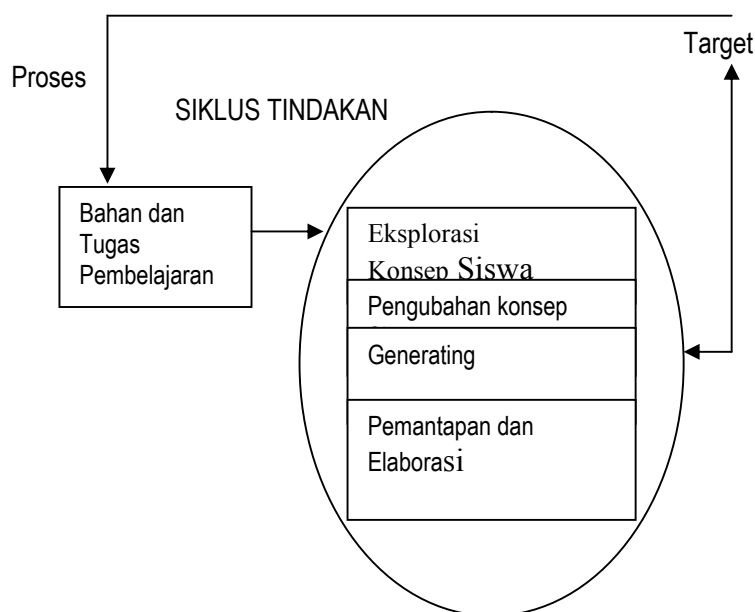 Target
Proses
SIKLUS TINDAKAN
Bahan dan
Tugas
Pembelajaran
Eksplorasi
Konsep Siswa
Pengubahan konsep
Generating
Pemantapan dan
Elaborasi